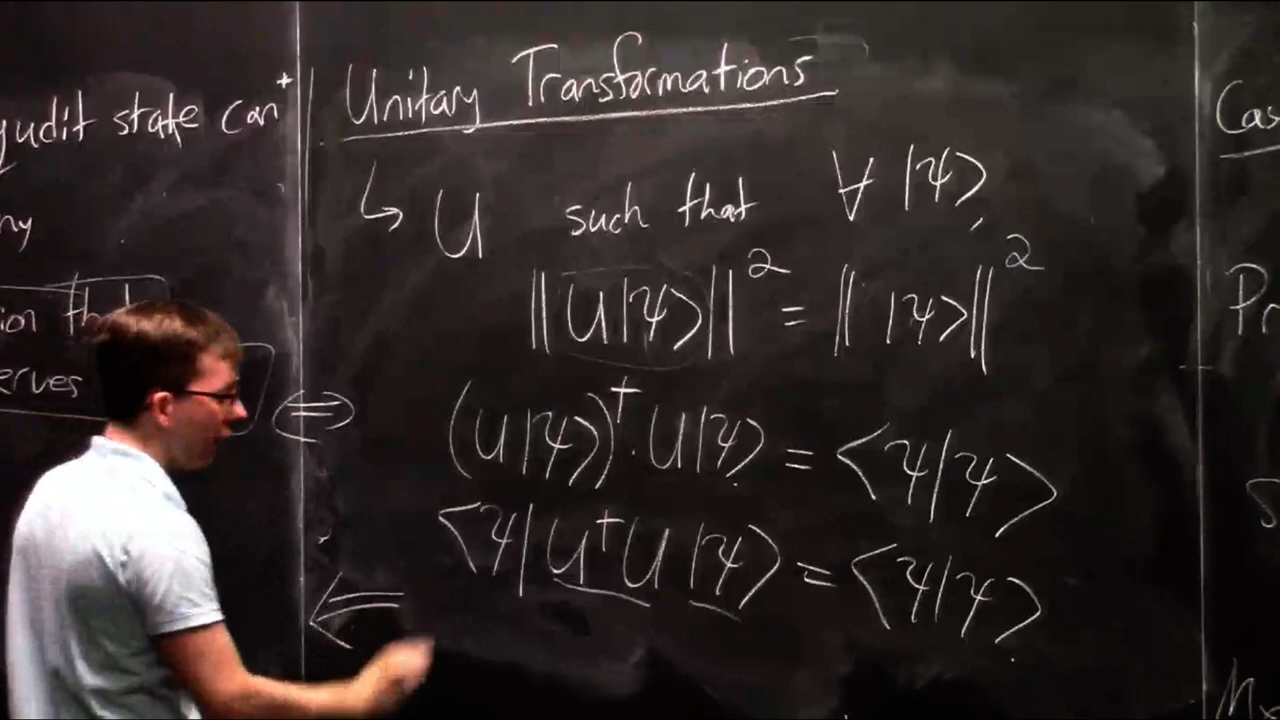 qudit state can
ny
ion that
erves
Unitary Transformations
↳ U such that ∀ |ψ⟩,
||U|ψ⟩||² = || |ψ⟩||²
⇔ (U|ψ⟩)† · U|ψ⟩ = ⟨ψ|ψ⟩
⟨ψ|U†U|ψ⟩ = ⟨ψ|ψ⟩
⇐
Cas
Pr
S